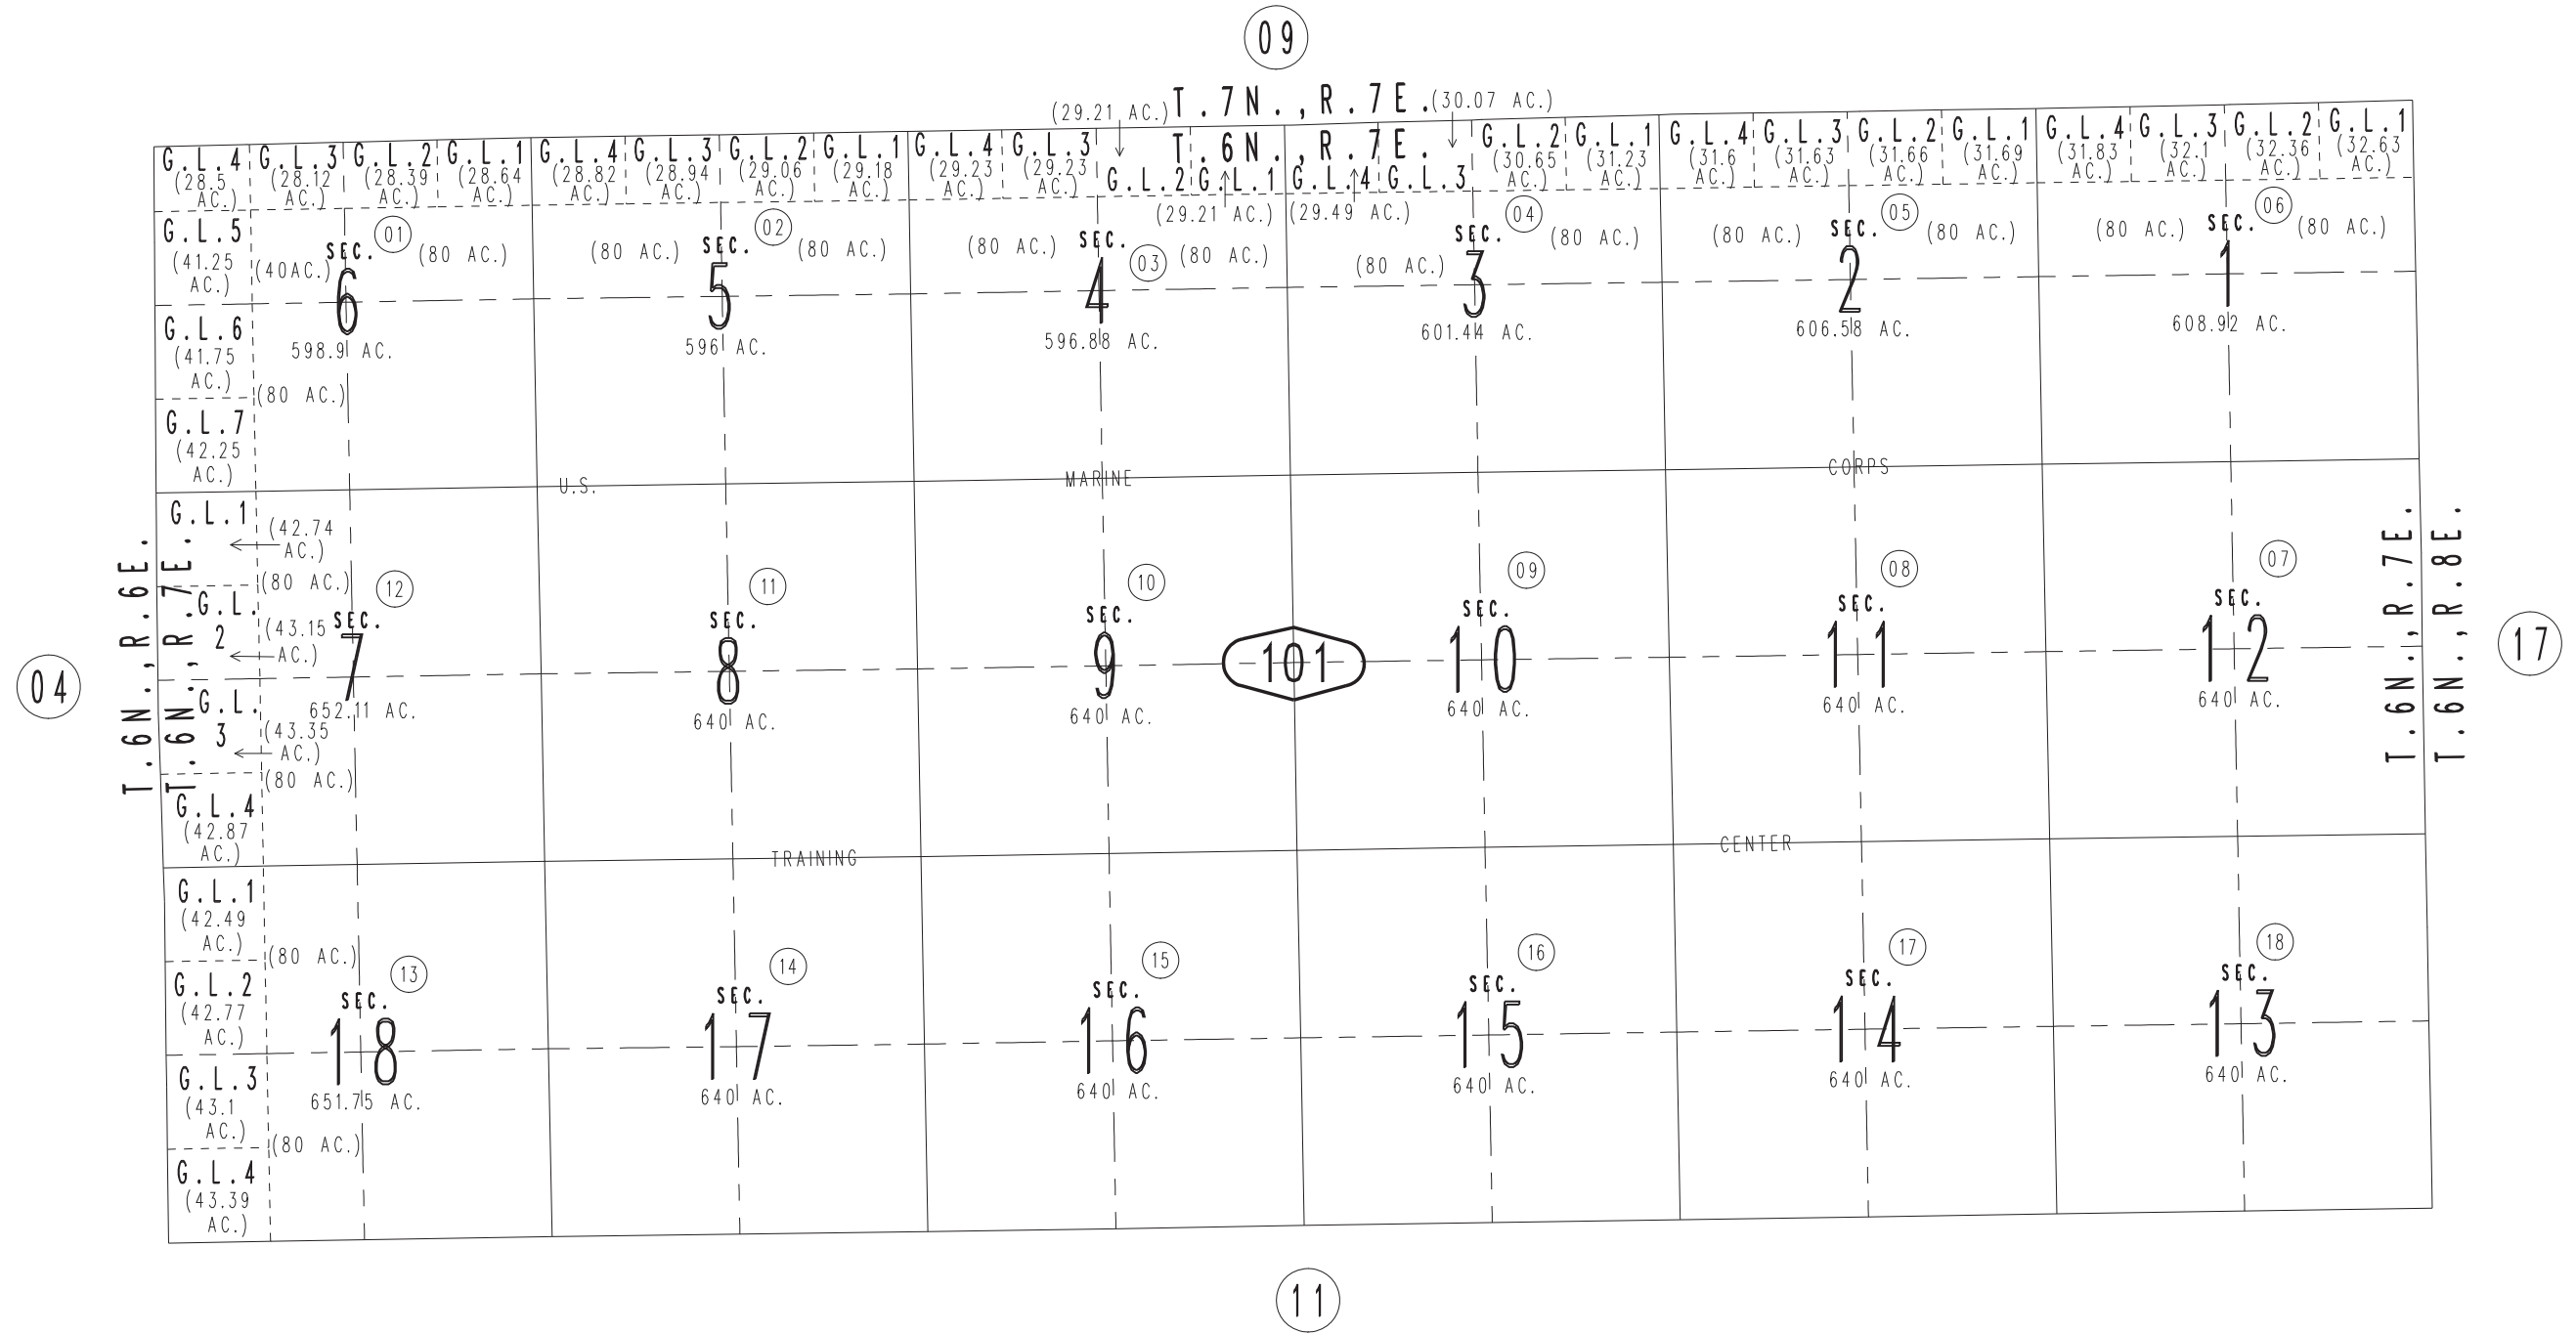 09
T.7N.,R.7E.
(29.21 AC.)
(30.07 AC.)
T.6N.,R.7E.
G.L.4
(28.5
AC.)
G.L.3
(28.12
AC.)
G.L.2
(28.39
AC.)
G.L.1
(28.64
AC.)
G.L.4
(28.82
AC.)
G.L.3
(28.94
AC.)
G.L.2
(29.06
AC.)
G.L.1
(29.18
AC.)
G.L.4
(29.23
AC.)
G.L.3
(29.23
AC.)
G.L.2
G.L.1
(29.21 AC.)
G.L.4
(29.49 AC.)
G.L.3
G.L.2
(30.65
AC.)
G.L.1
(31.23
AC.)
G.L.4
(31.6
AC.)
G.L.3
(31.63
AC.)
G.L.2
(31.66
AC.)
G.L.1
(31.69
AC.)
G.L.4
(31.83
AC.)
G.L.3
(32.1
AC.)
G.L.2
(32.36
AC.)
G.L.1
(32.63
AC.)
G.L.5
(41.25
AC.)
(40AC.)
SEC.
6
01
(80 AC.)
598.9 AC.
(80 AC.)
SEC.
5
02
(80 AC.)
596 AC.
(80 AC.)
SEC.
4
03
(80 AC.)
596.88 AC.
(80 AC.)
SEC.
3
04
(80 AC.)
601.44 AC.
(80 AC.)
SEC.
2
05
(80 AC.)
606.58 AC.
(80 AC.)
SEC.
1
06
(80 AC.)
608.92 AC.
G.L.6
(41.75
AC.)
(80 AC.)
G.L.7
(42.25
AC.)
U.S.
MARINE
CORPS
T.6N.,R.6E.
T.6N.,R.7E.
04
G.L.1
(42.74
AC.)
(80 AC.)
G.L.
2
(43.15
AC.)
SEC.
7
12
652.11 AC.
G.L.
3
(43.35
AC.)
(80 AC.)
G.L.4
(42.87
AC.)
SEC.
8
11
640 AC.
SEC.
9
10
640 AC.
101
SEC.
10
09
640 AC.
SEC.
11
08
640 AC.
SEC.
12
07
640 AC.
T.6N.,R.7E.
T.6N.,R.8E.
17
TRAINING
CENTER
G.L.1
(42.49
AC.)
(80 AC.)
G.L.2
(42.77
AC.)
SEC.
18
13
651.75 AC.
G.L.3
(43.1
AC.)
(80 AC.)
G.L.4
(43.39
AC.)
SEC.
17
14
640 AC.
SEC.
16
15
640 AC.
SEC.
15
16
640 AC.
SEC.
14
17
640 AC.
SEC.
13
18
640 AC.
11